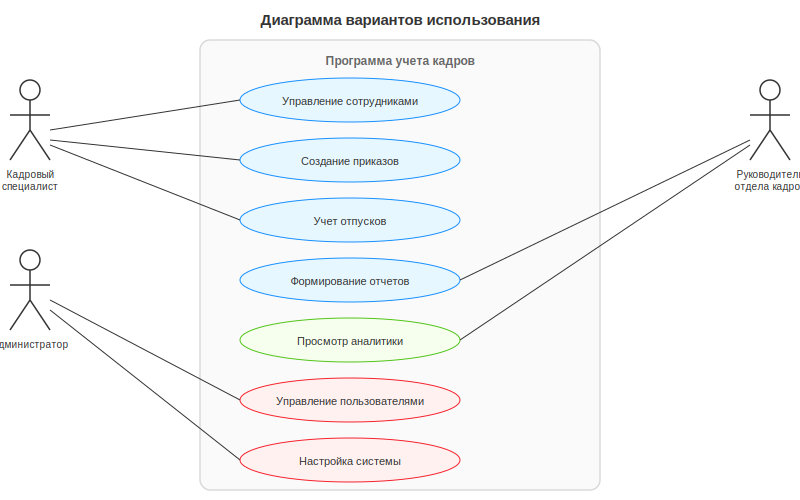 Диаграмма вариантов использования
Программа учета кадров
Управление сотрудниками
Создание приказов
Учет отпусков
Формирование отчетов
Просмотр аналитики
Управление пользователями
Настройка системы
Кадровый
специалист
дминистратор
Руководитель
отдела кадро